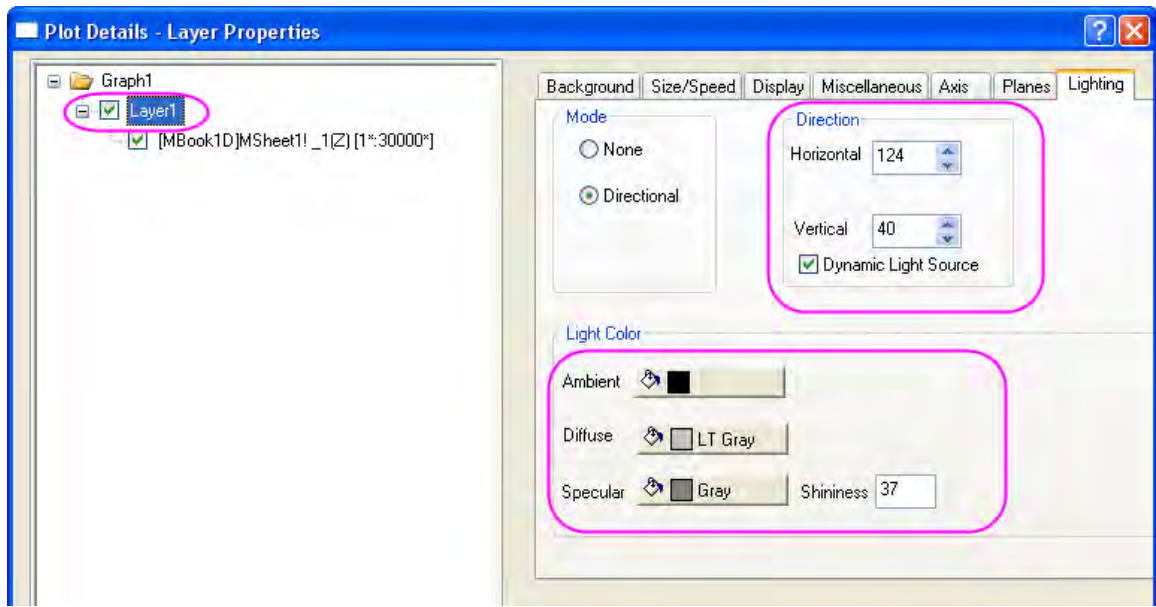 Plot Details - Layer Properties
Graph1
Layer1
[MBook1D]MSheet1! _1(Z) [1*:30000*]
Background Size/Speed Display Miscellaneous Axis Planes Lighting
Mode
None
Directional
Direction
Horizontal 124
Vertical 40
Dynamic Light Source
Light Color
Ambient
Diffuse LT Gray
Specular Gray Shininess 37